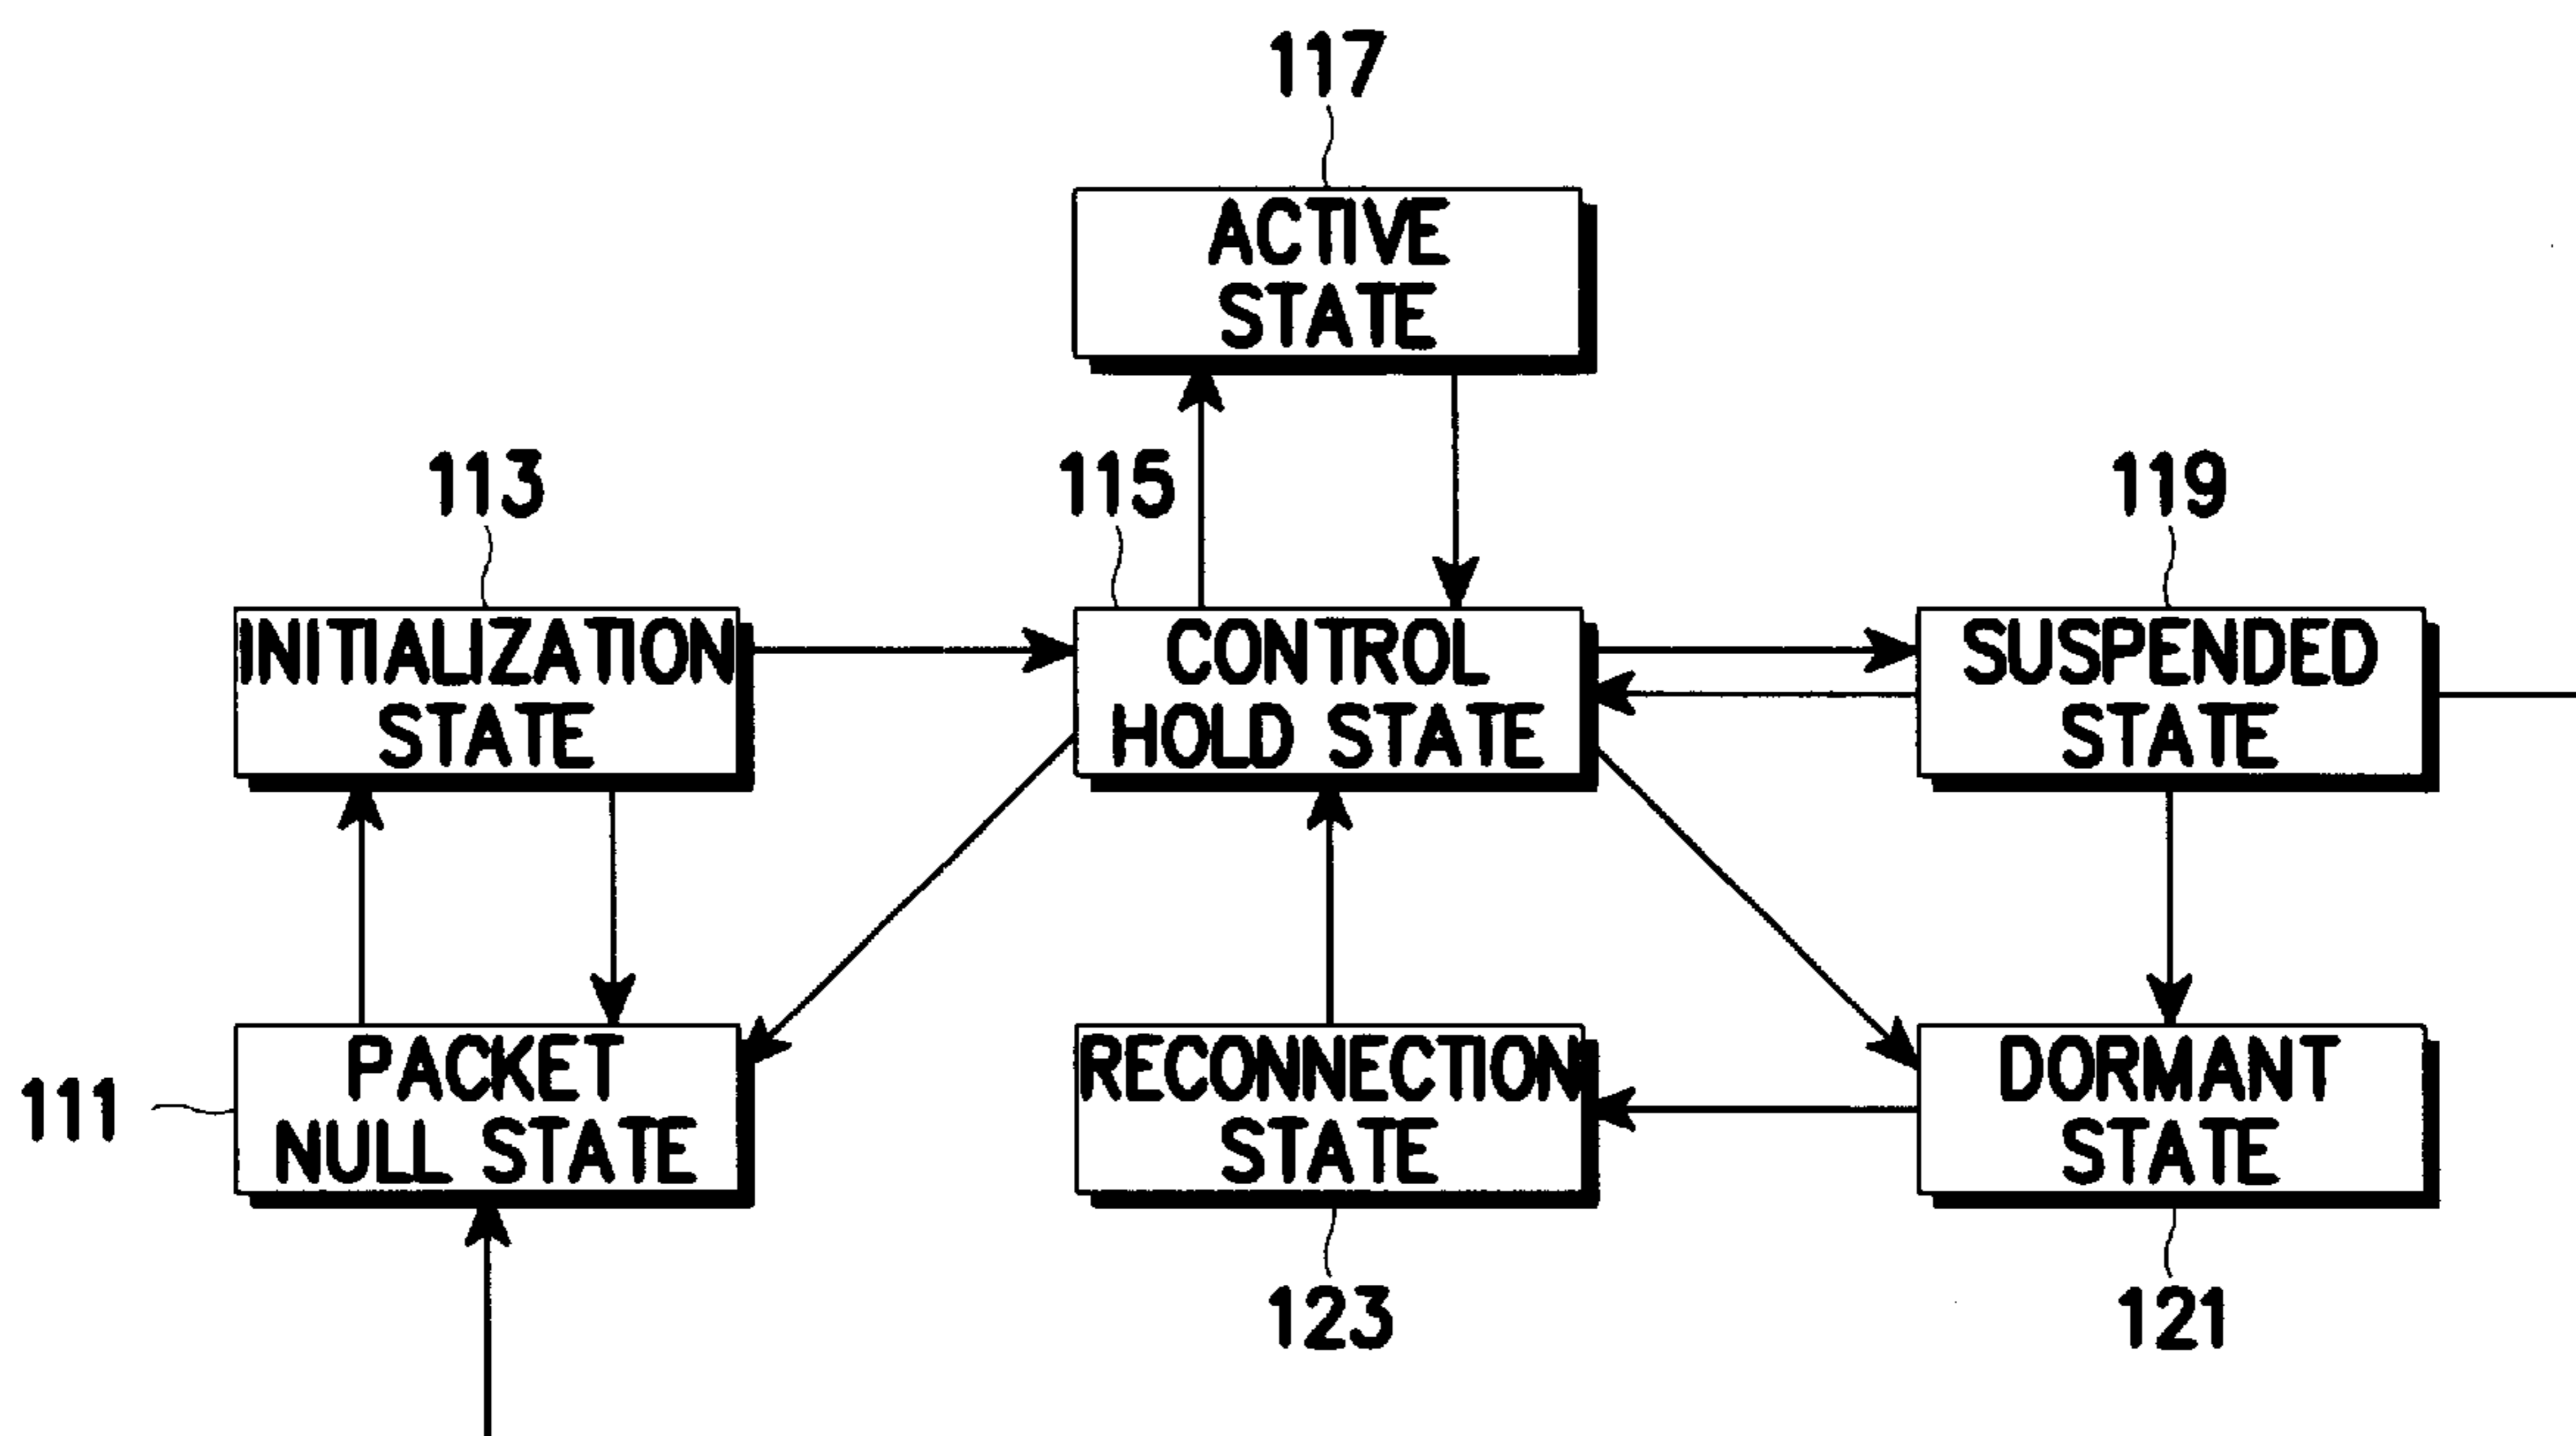 117
ACTIVE
STATE
113
115
119
INITIALIZATION
STATE
CONTROL
HOLD STATE
SUSPENDED
STATE
111
PACKET
NULL STATE
RECONNECTION
STATE
DORMANT
STATE
123
121